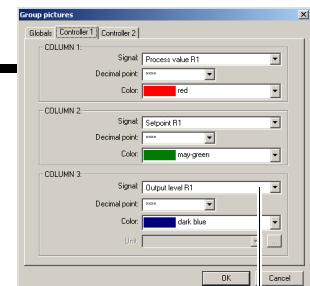 Group pictures
Globals Controller 1 Controller 2
COLUMN 1:
Signal: Process value R1
Decimal point: ****
Color: red
COLUMN 2:
Signal: Setpoint R1
Decimal point: ****
Color: may-green
COLUMN 3:
Signal: Output level R1
Decimal point: ****
Color: dark blue
Unit:
...
OK Cancel